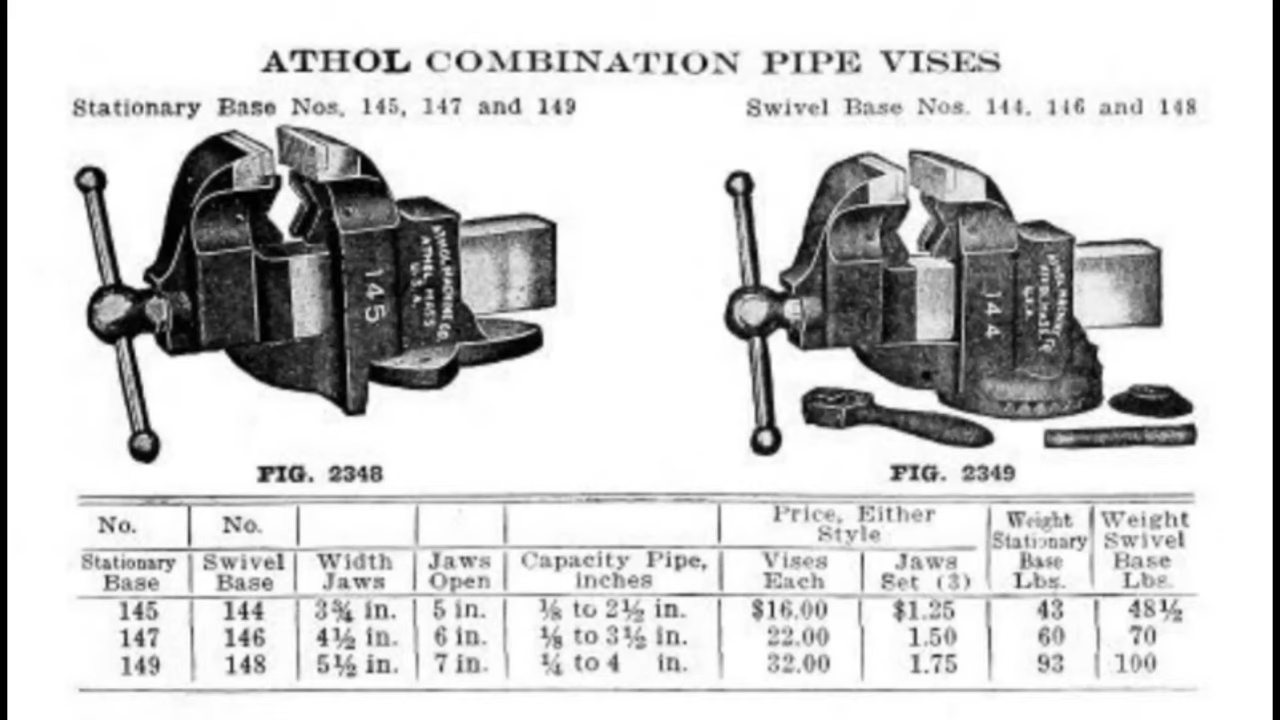 ATHOL COMBINATION PIPE VISES
Stationary Base Nos, 145, 147 and 149
Swivel Base Nos. 144, 146 and 148
145
ATHOL MACHINE CO.
ATHOL MASS
U.S.A.
144
U.S.A.
FIG. 2348
FIG. 2349
No. No. Price, Either Style Weight Stationary Base Lbs. Weight Swivel Base Lbs.
Stationary Base Swivel Base Width Jaws Jaws Open Capacity Pipe, inches Vises Each Jaws Set (3)
145 144 3¾ in. 5 in. ⅛ to 2½ in. $16.00 $1.25 43 48½
147 146 4½ in. 6 in. ⅛ to 3½ in. 22.00 1.50 60 70
149 148 5½ in. 7 in. ¼ to 4 in. 32.00 1.75 93 100